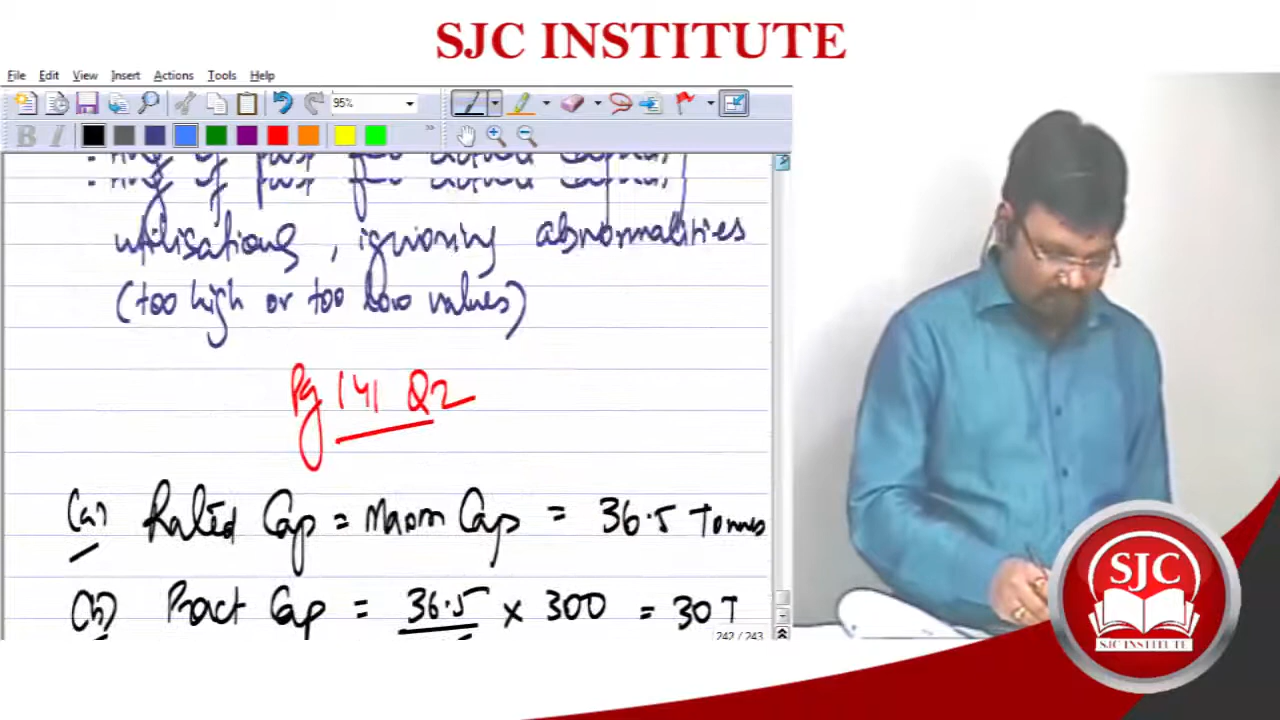 SJC INSTITUTE
File Edit View Insert Actions Tools Help
95%
B I
utilisations, ignoring abnormalities
(too high or too low values)
Pg 141 Q2
(a) Rated Cap = Maxm Cap = 36.5 Tonnes
(b) Pract Cap = 36.5 x 300 = 30 T
242 / 243
SJC
SJC INSTITUTE